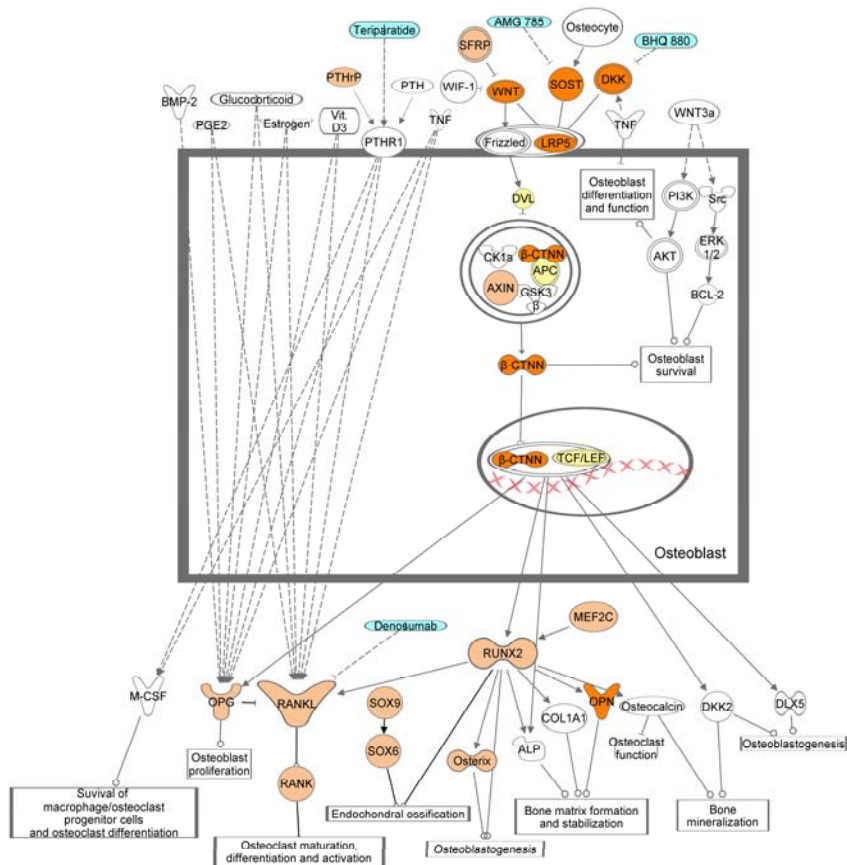 AMG 785
Osteocyte
Teriparatide
SFRP
BHQ 880
PTHrP
PTH
WIF-1
WNT
SOST
DKK
BMP-2
Glucocorticoid
PGE2
Estrogen
Vit.
D3
TNF
PTHR1
Frizzled
LRP5
TNF
WNT3a
DVL
Osteoblast
differentiation
and function
PI3K
Src
CK1a
β-CTNN
APC
AXIN
GSK3
β
AKT
ERK
1/2
BCL-2
β-CTNN
Osteoblast
survival
β-CTNN
TCF/LEF
Osteoblast
Denosumab
MEF2C
RUNX2
M-CSF
OPG
RANKL
SOX9
OPN
Osteocalcin
DKK2
DLX5
COL1A1
SOX6
ALP
Osteoclast
function
Osteoblastogenesis
Osteoblast
proliferation
RANK
Osterix
Suvival of
macrophage/osteoclast
progenitor cells
and osteoclast differentiation
Endochondral ossification
Bone matrix formation
and stabilization
Bone
mineralization
Osteoclast maturation,
differentiation and activation
Osteoblastogenesis